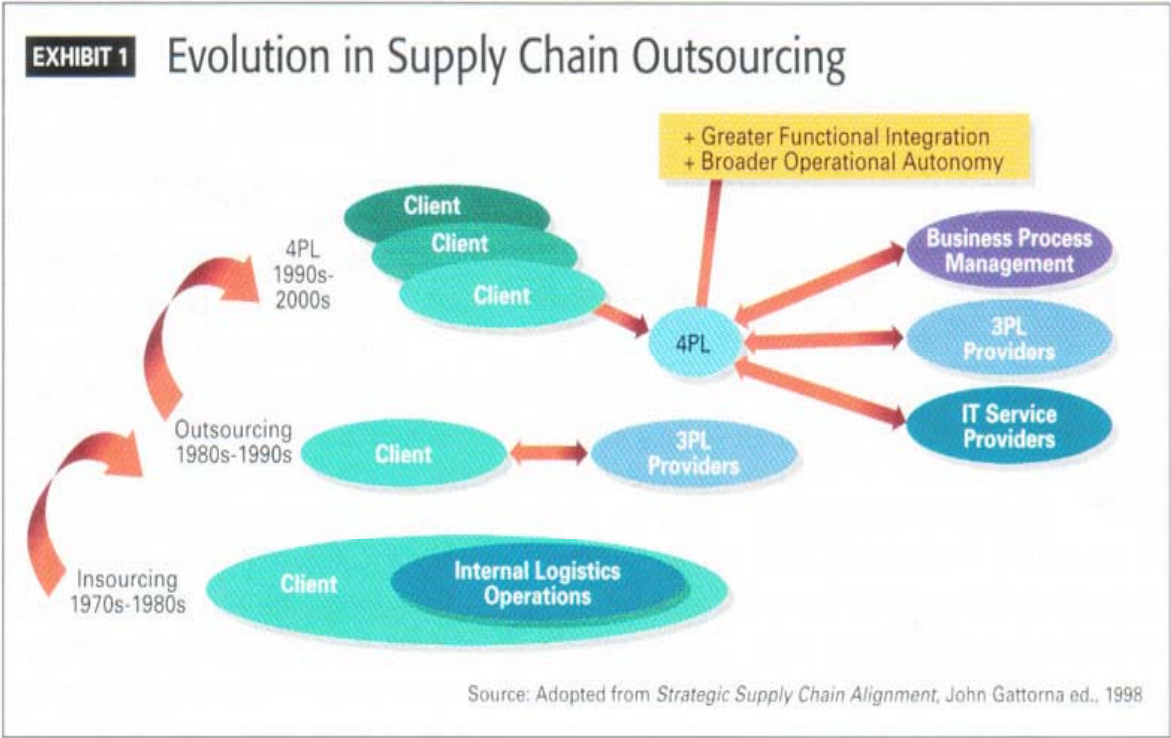 EXHIBIT 1
Evolution in Supply Chain Outsourcing
+ Greater Functional Integration
+ Broader Operational Autonomy
Client
Client
Client
4PL
1990s-
2000s
4PL
Business Process
Management
3PL
Providers
IT Service
Providers
Outsourcing
1980s-1990s
Client
3PL
Providers
Insourcing
1970s-1980s
Client
Internal Logistics
Operations
Source: Adopted from Strategic Supply Chain Alignment, John Gattorna ed., 1998